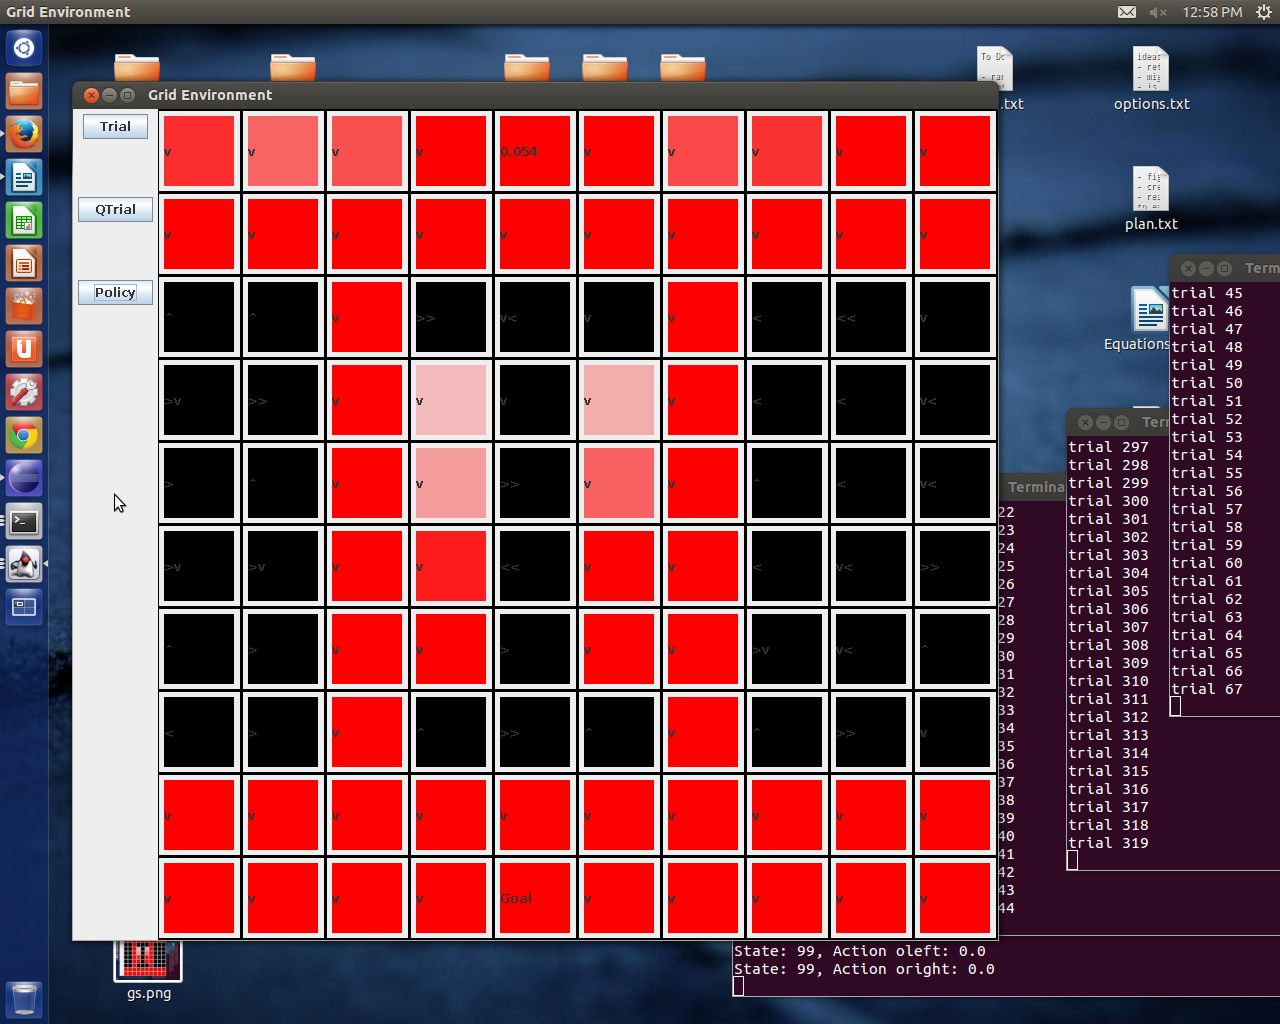 Grid Environment
12:58 PM
.txt
options.txt
plan.txt
Equations
gs.png
Grid Environment
Trial
QTrial
Policy
v v v v 0.054 v v v v v
v v v v v v v v v v
^ ^ v >> v< v v < << v
>v >> v v v v v < < v<
> ^ v v >> v v ^ < v<
>v >v v v << v v < v< >>
^ > v v > v v >v v< ^
< > v ^ >> ^ v ^ >> v
v v v v v v v v v v
v v v v Goal v v v v v
Termina
22
23
24
25
26
27
28
29
30
31
32
33
34
35
36
37
38
39
40
41
42
43
44
trial 297
trial 298
trial 299
trial 300
trial 301
trial 302
trial 303
trial 304
trial 305
trial 306
trial 307
trial 308
trial 309
trial 310
trial 311
trial 312
trial 313
trial 314
trial 315
trial 316
trial 317
trial 318
trial 319
trial 45
trial 46
trial 47
trial 48
trial 49
trial 50
trial 51
trial 52
trial 53
trial 54
trial 55
trial 56
trial 57
trial 58
trial 59
trial 60
trial 61
trial 62
trial 63
trial 64
trial 65
trial 66
trial 67
State: 99, Action oleft: 0.0
State: 99, Action oright: 0.0